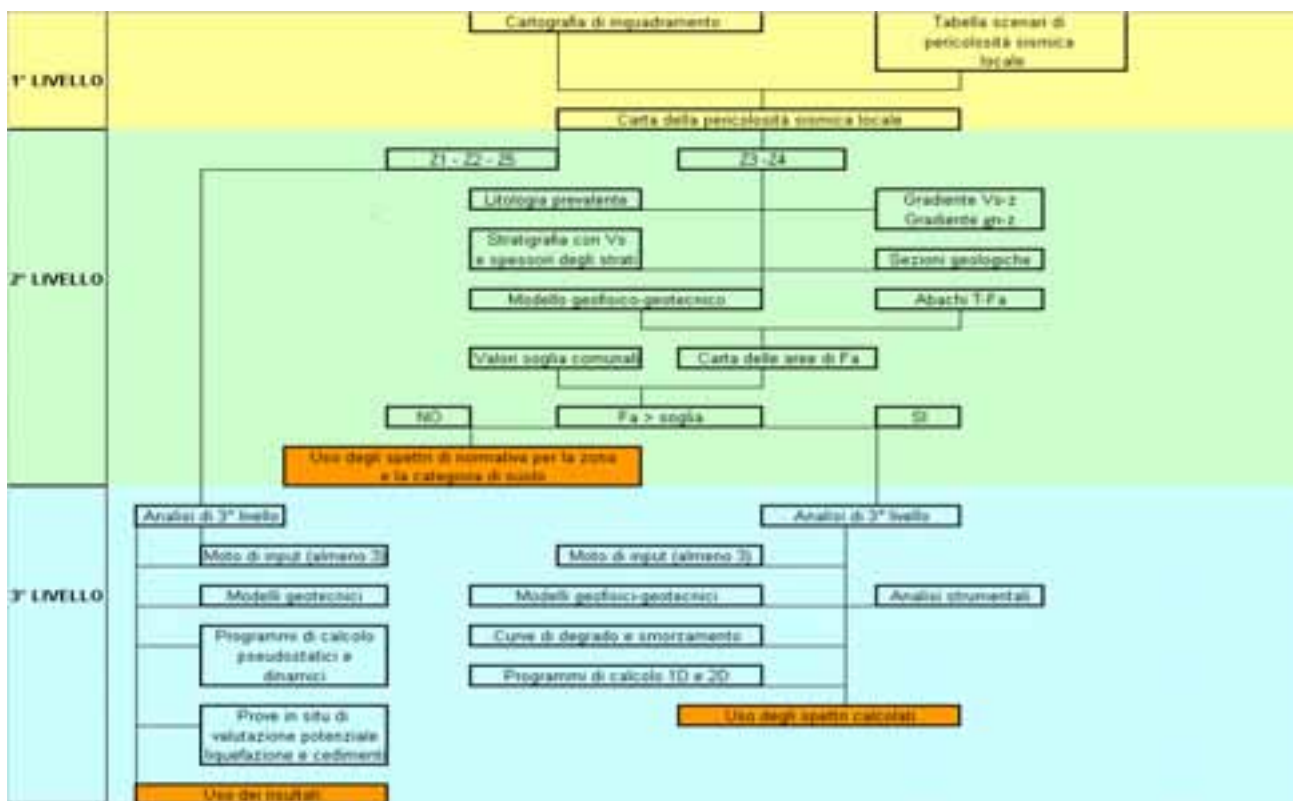 Cartografia di inquadramento
Tabella scenari di
pericolosità sismica
locale
1° LIVELLO
Carta della pericolosità sismica locale
Z1 - Z2 - Z5
Z3 -Z4
Litologia prevalente
Gradiente Vs-z
Gradiente gn-z
Stratigrafia con Vs
e spessori degli strati
Sezioni geologiche
2° LIVELLO
Modello geofisico-geotecnico
Abachi T-Fa
Valori soglia comunali
Carta delle aree di Fa
NO
Fa > soglia
SI
Uso degli spettri di normativa per la zona
e la categoria di suolo
Analisi di 3° livello
Analisi di 3° livello
Moto di input (almeno 3)
Moto di input (almeno 3)
3° LIVELLO
Modelli geotecnici
Modelli geofisici-geotecnici
Analisi strumentali
Programmi di calcolo
pseudostatici e
dinamici
Curve di degrado e smorzamento
Programmi di calcolo 1D e 2D
Prove in situ di
valutazione potenziale
liquefazione e cedimenti
Uso degli spettri calcolati
Uso dei risultati